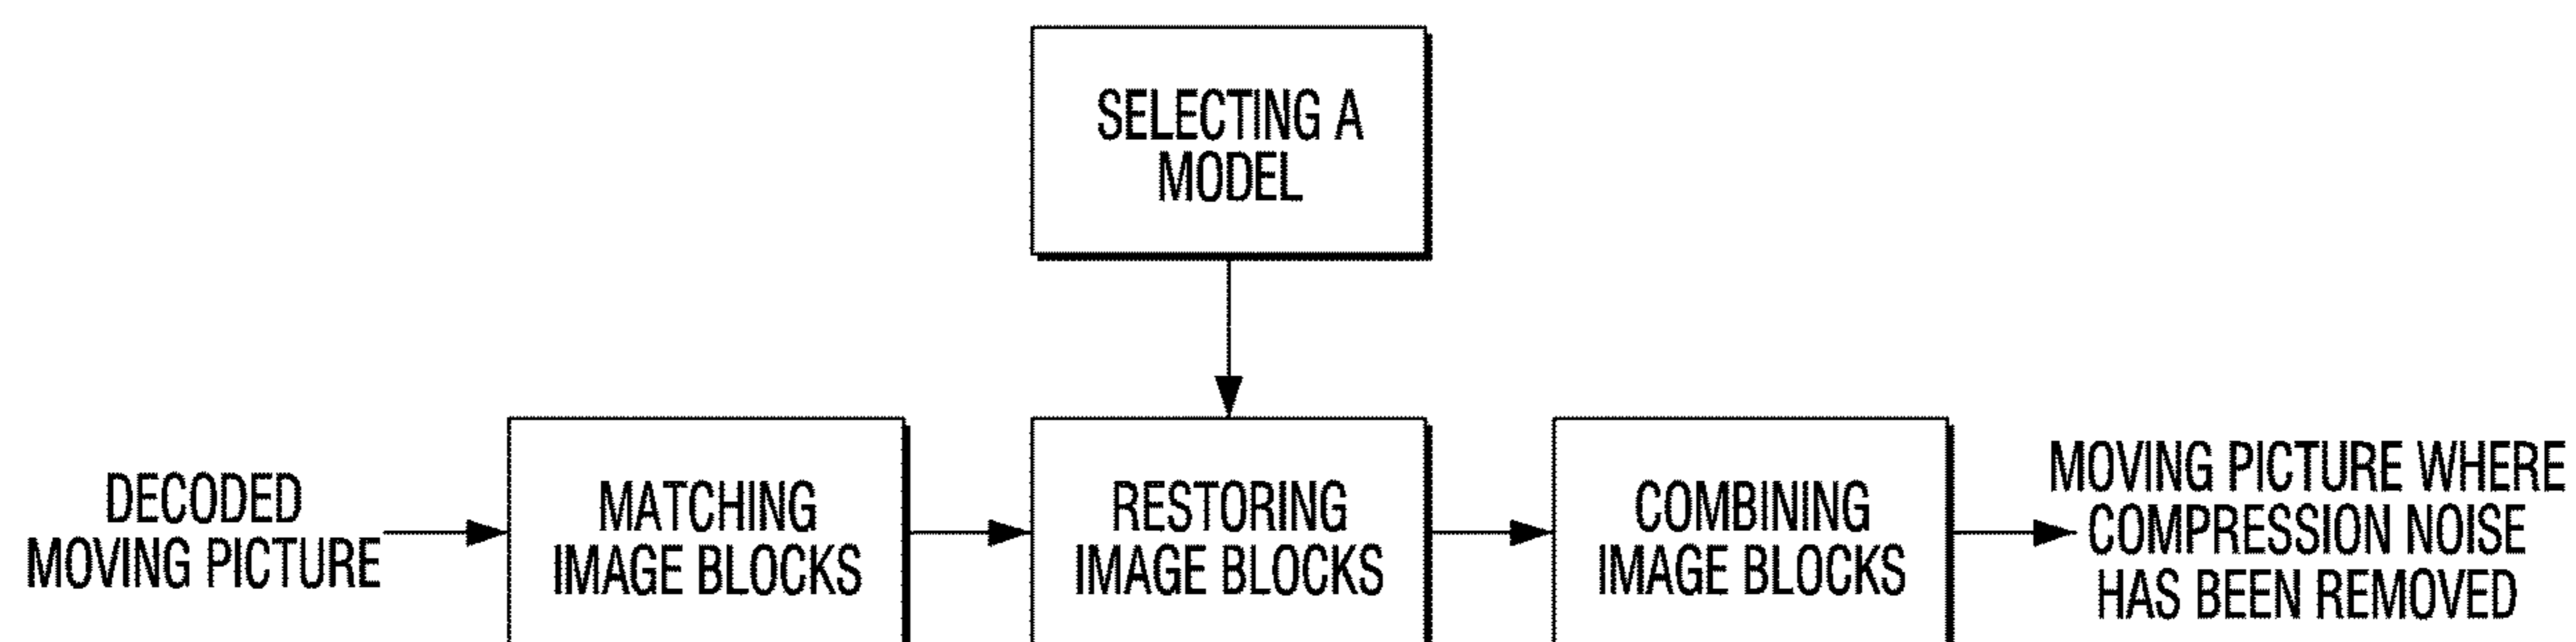 SELECTING A
MODEL
DECODED
MOVING PICTURE
MATCHING
IMAGE BLOCKS
RESTORING
IMAGE BLOCKS
COMBINING
IMAGE BLOCKS
MOVING PICTURE WHERE
COMPRESSION NOISE
HAS BEEN REMOVED